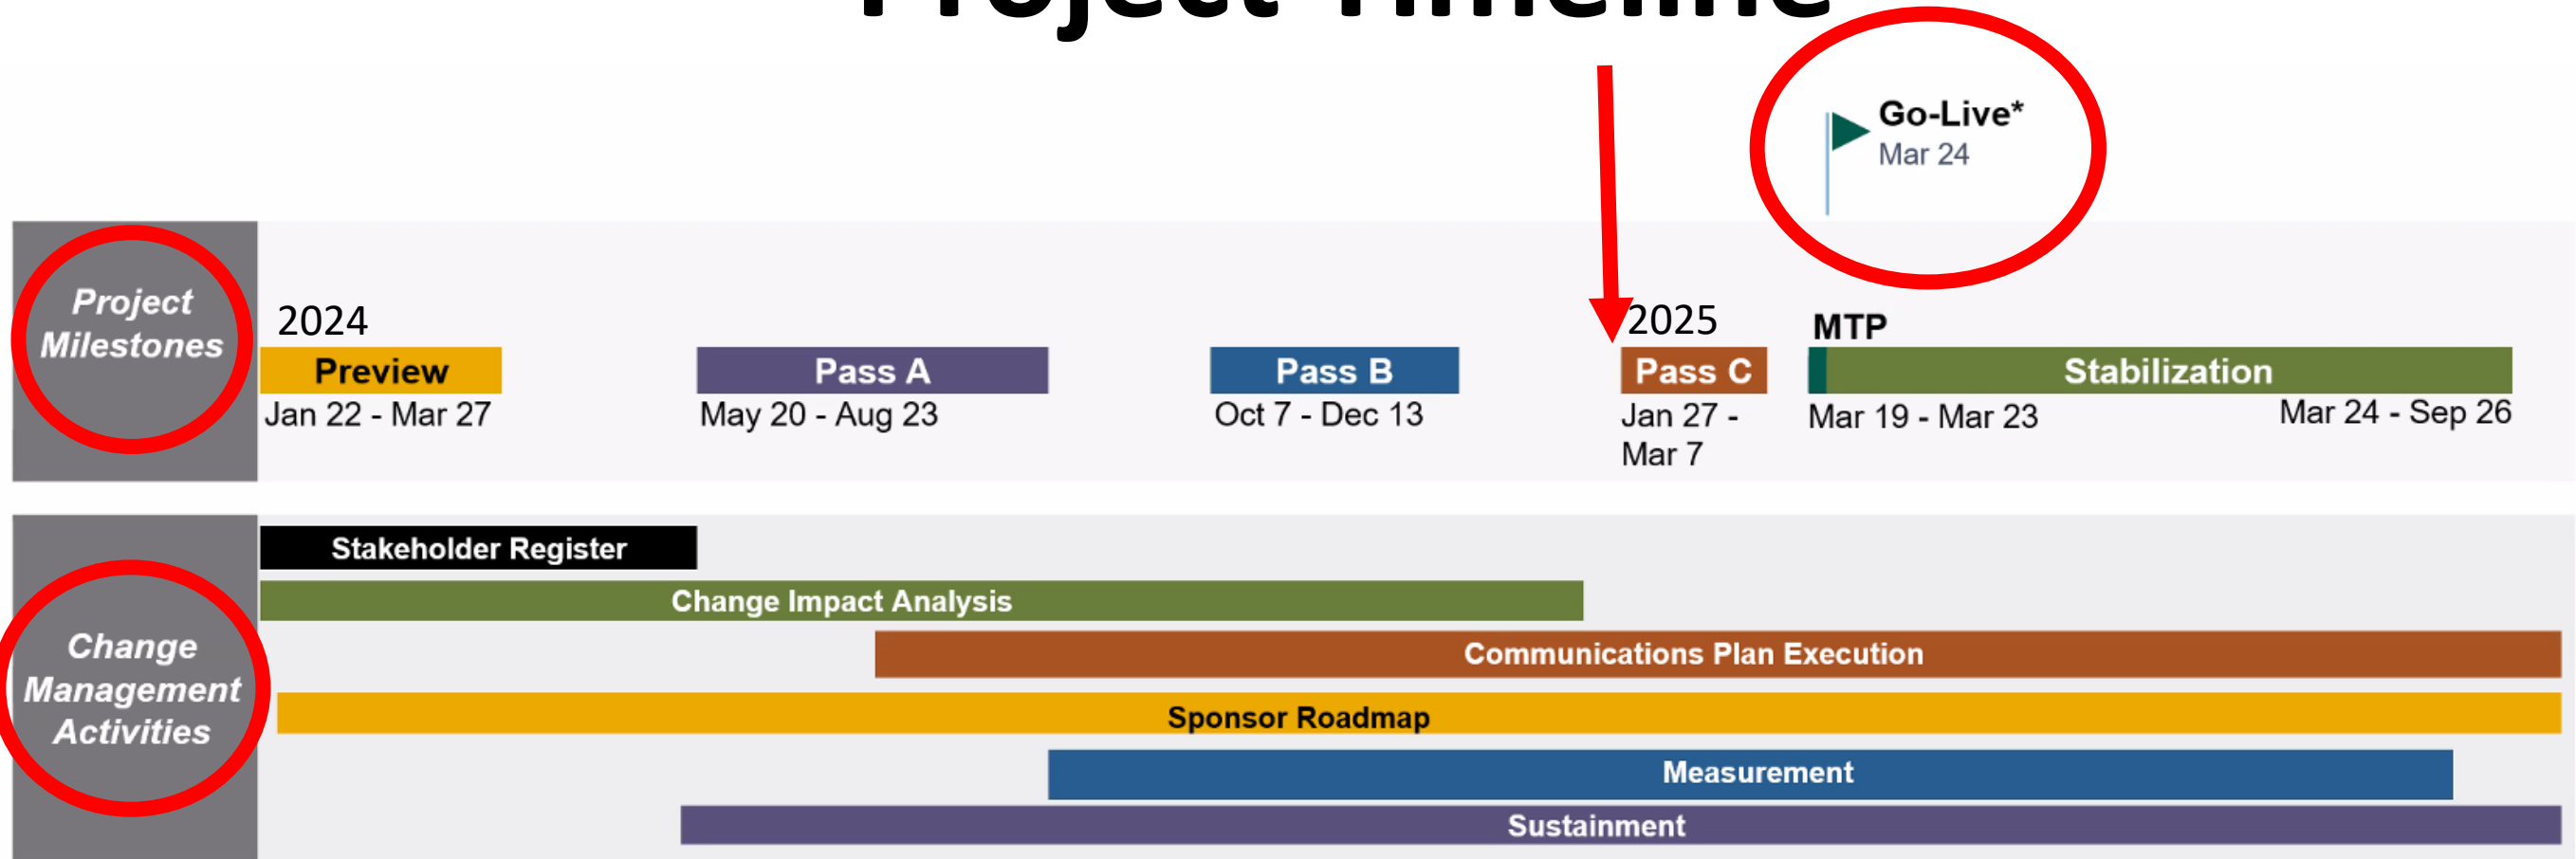 Project Timeline
Go-Live*
Mar 24
Project
Milestones
2024
2025
MTP
Preview
Pass A
Pass B
Pass C
Stabilization
Jan 22 - Mar 27
May 20 - Aug 23
Oct 7 - Dec 13
Jan 27 -
Mar 7
Mar 19 - Mar 23
Mar 24 - Sep 26
Change
Management
Activities
Stakeholder Register
Change Impact Analysis
Communications Plan Execution
Sponsor Roadmap
Measurement
Sustainment